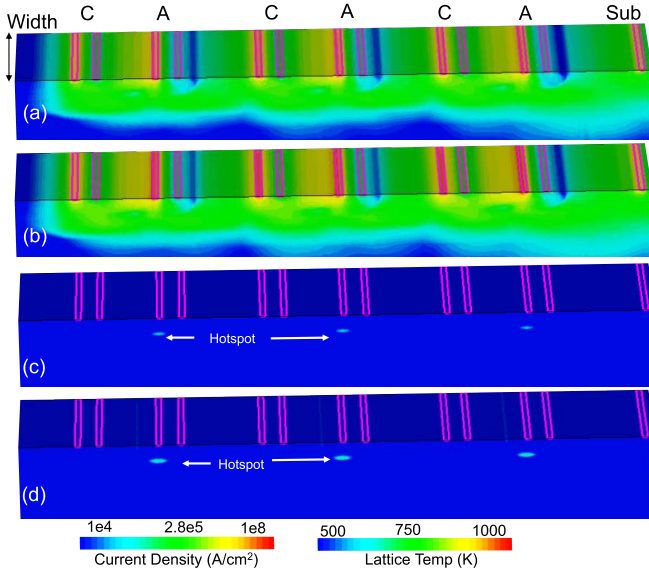 Width C A C A C A Sub
(a)
(b)
Hotspot
(c)
Hotspot
(d)
1e4 2.8e5 1e8 500 750 1000
Current Density (A/cm²) Lattice Temp (K)